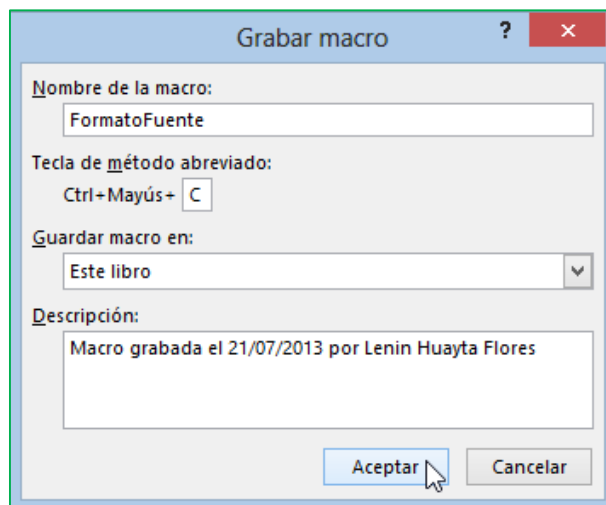 Grabar macro
?
×
Nombre de la macro:
FormatoFuente
Tecla de método abreviado:
Ctrl+Mayús+ C
Guardar macro en:
Este libro
Descripción:
Macro grabada el 21/07/2013 por Lenin Huayta Flores
Aceptar
Cancelar